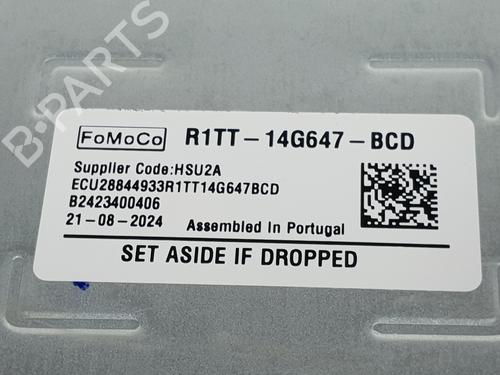 B-PARTS
FoMoCo R1TT-14G647-BCD
Supplier Code:HSU2A
ECU28844933R1TT14G647BCD
B2423400406
21-08-2024 Assembled In Portugal
SET ASIDE IF DROPPED